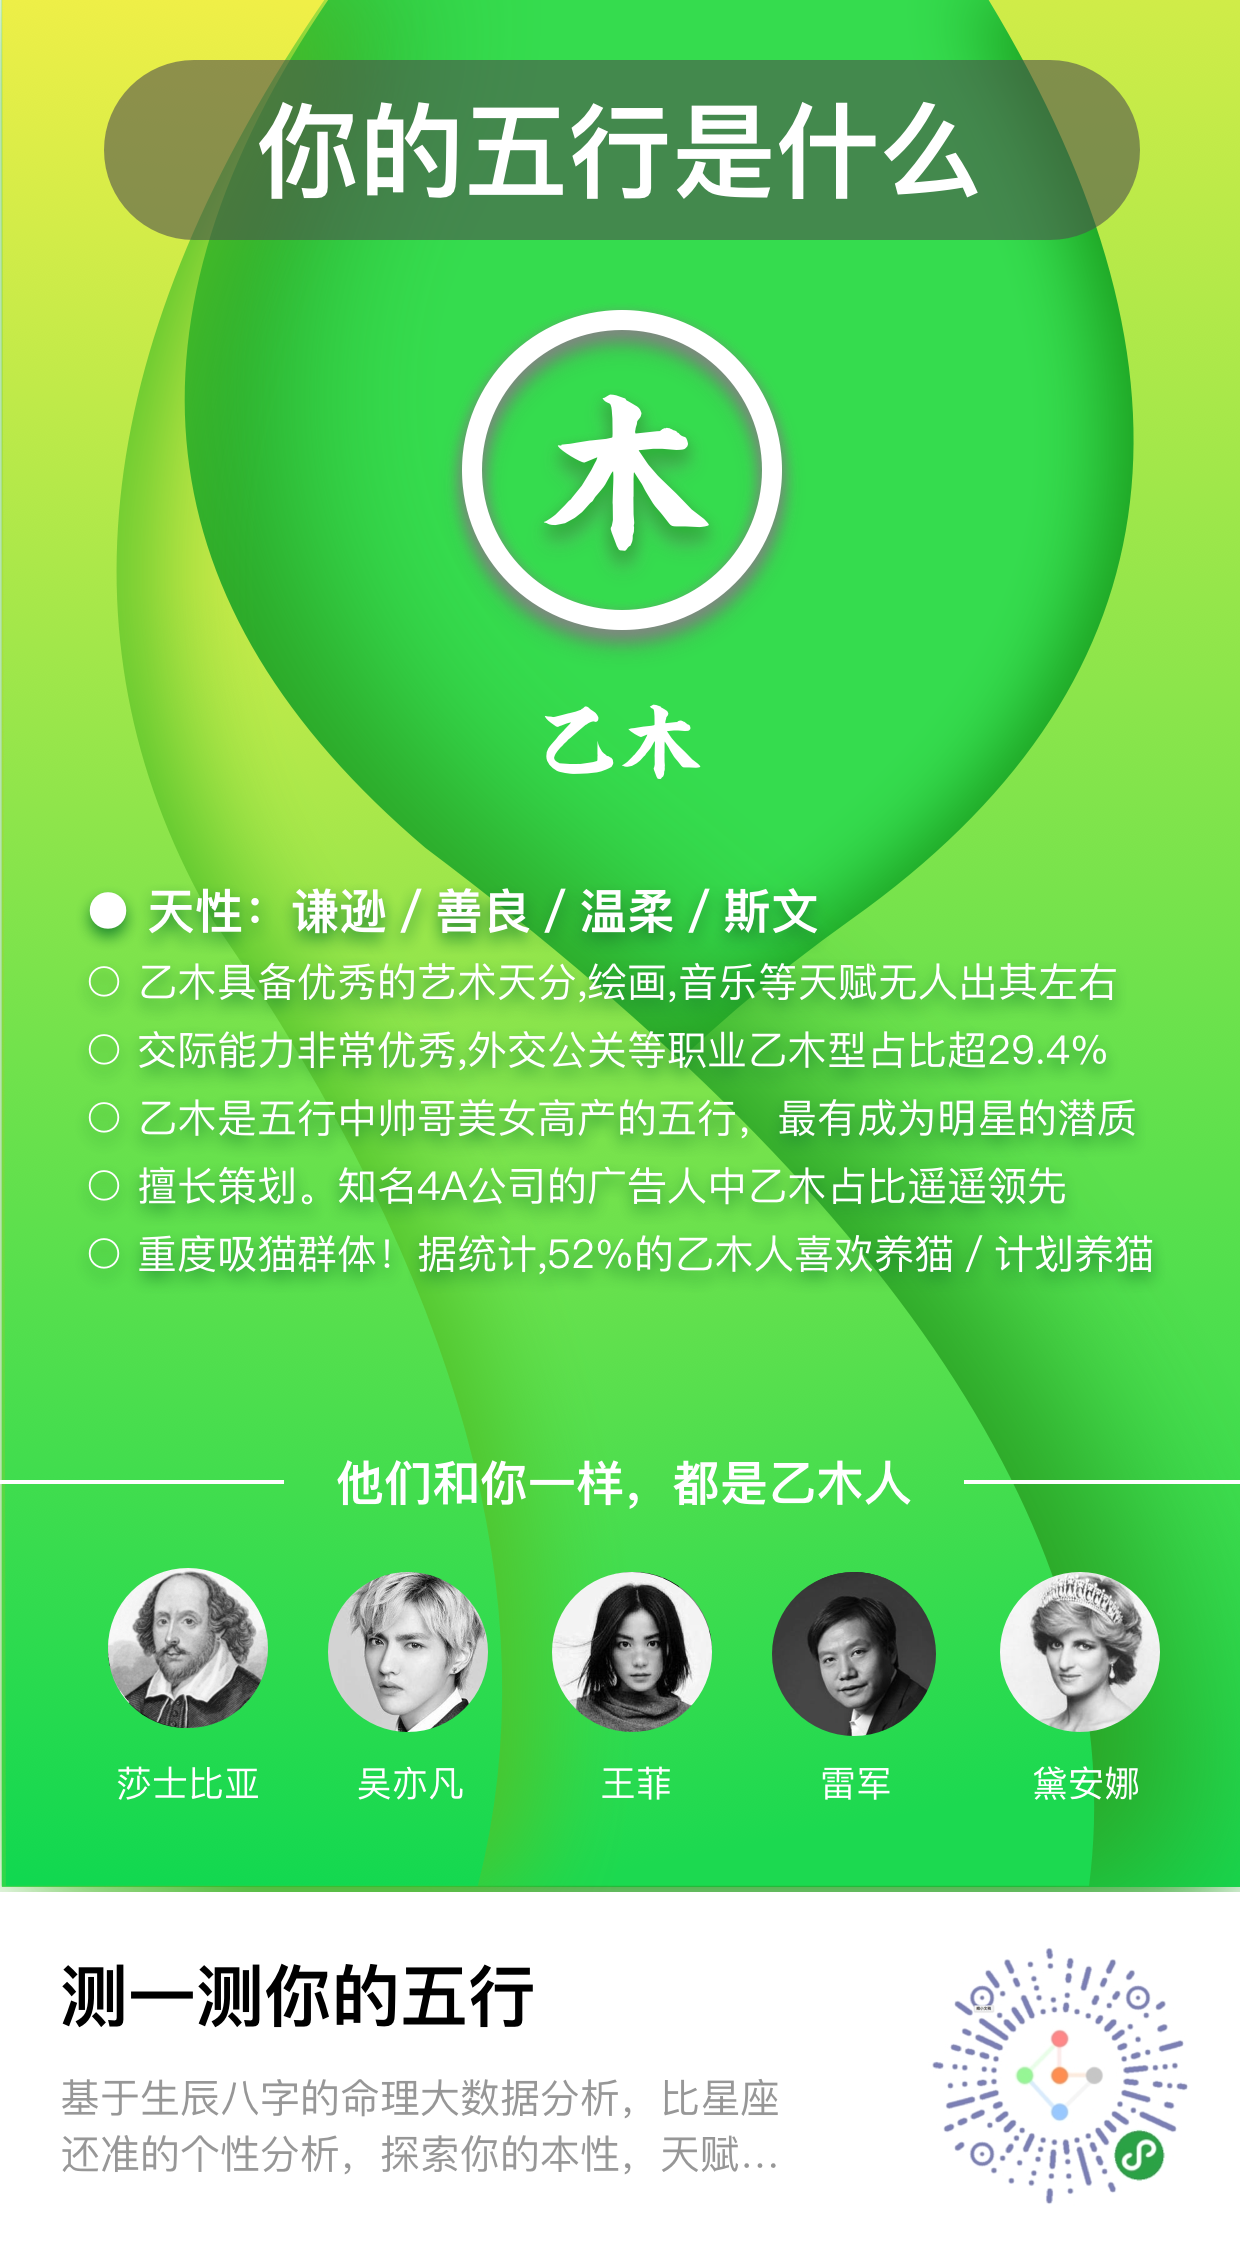 你的五行是什么
木
乙木
天性：谦逊 / 善良 / 温柔 / 斯文
乙木具备优秀的艺术天分,绘画,音乐等天赋无人出其左右
交际能力非常优秀,外交公关等职业乙木型占比超29.4%
乙木是五行中帅哥美女高产的五行，最有成为明星的潜质
擅长策划。知名4A公司的广告人中乙木占比遥遥领先
重度吸猫群体！据统计,52%的乙木人喜欢养猫 / 计划养猫
他们和你一样，都是乙木人
莎士比亚
吴亦凡
王菲
雷军
黛安娜
测一测你的五行
基于生辰八字的命理大数据分析，比星座
还准的个性分析，探索你的本性，天赋...